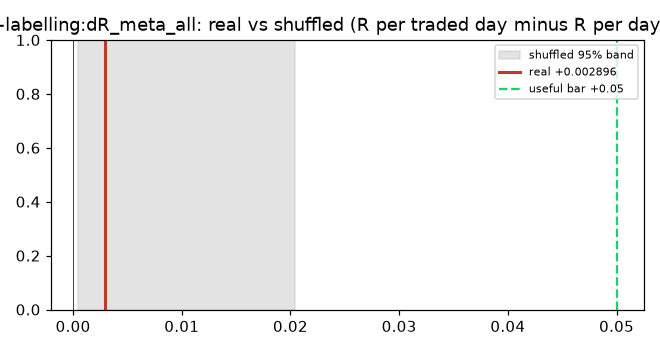 -labelling:dR_meta_all: real vs shuffled (R per traded day minus R per day
shuffled 95% band
real +0.002896
useful bar +0.05
1.0
0.8
0.6
0.4
0.2
0.0
0.00 0.01 0.02 0.03 0.04 0.05